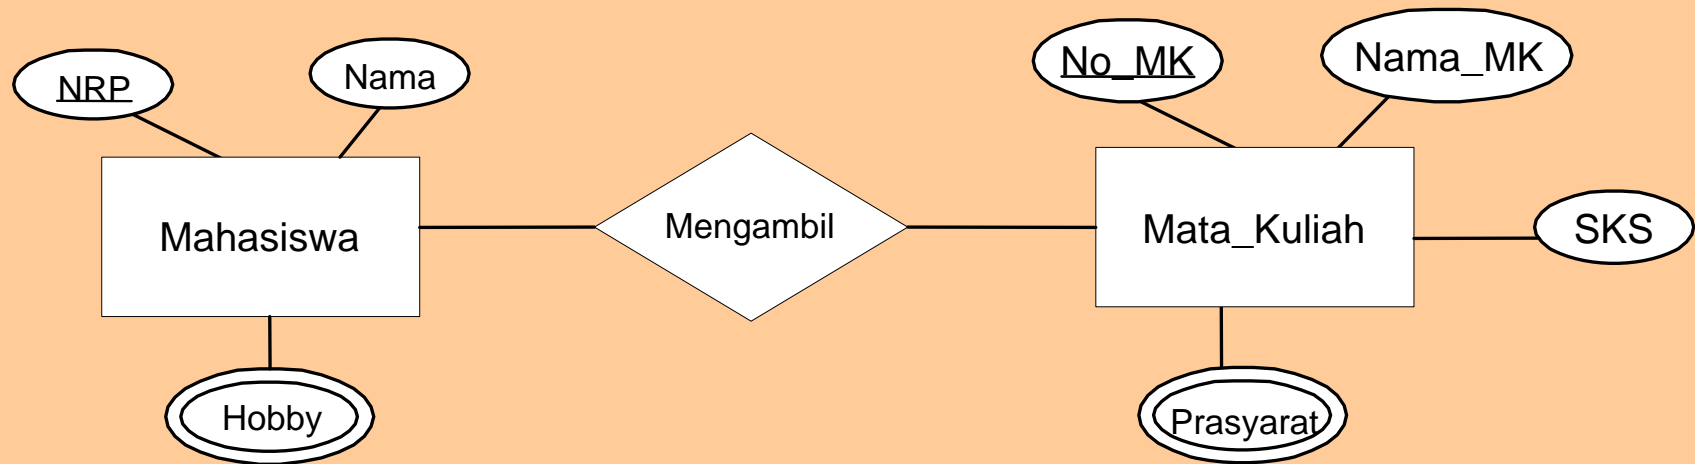 NRP
Nama
No_MK
Nama_MK
Mahasiswa
Mengambil
Mata_Kuliah
SKS
Hobby
Prasyarat